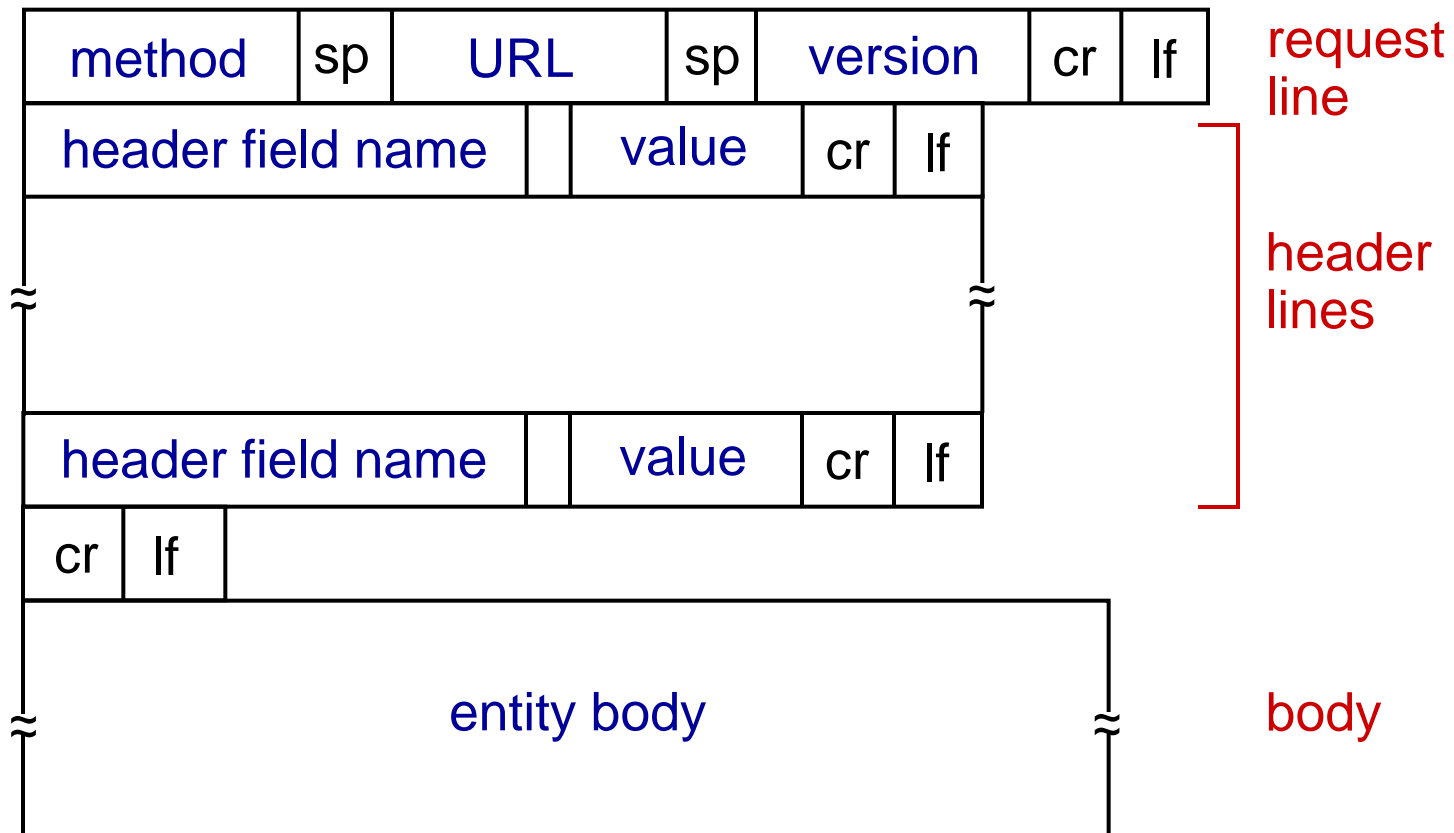 method sp URL sp version cr lf
request
line
header field name value cr lf
header
lines
header field name value cr lf
cr lf
entity body
body